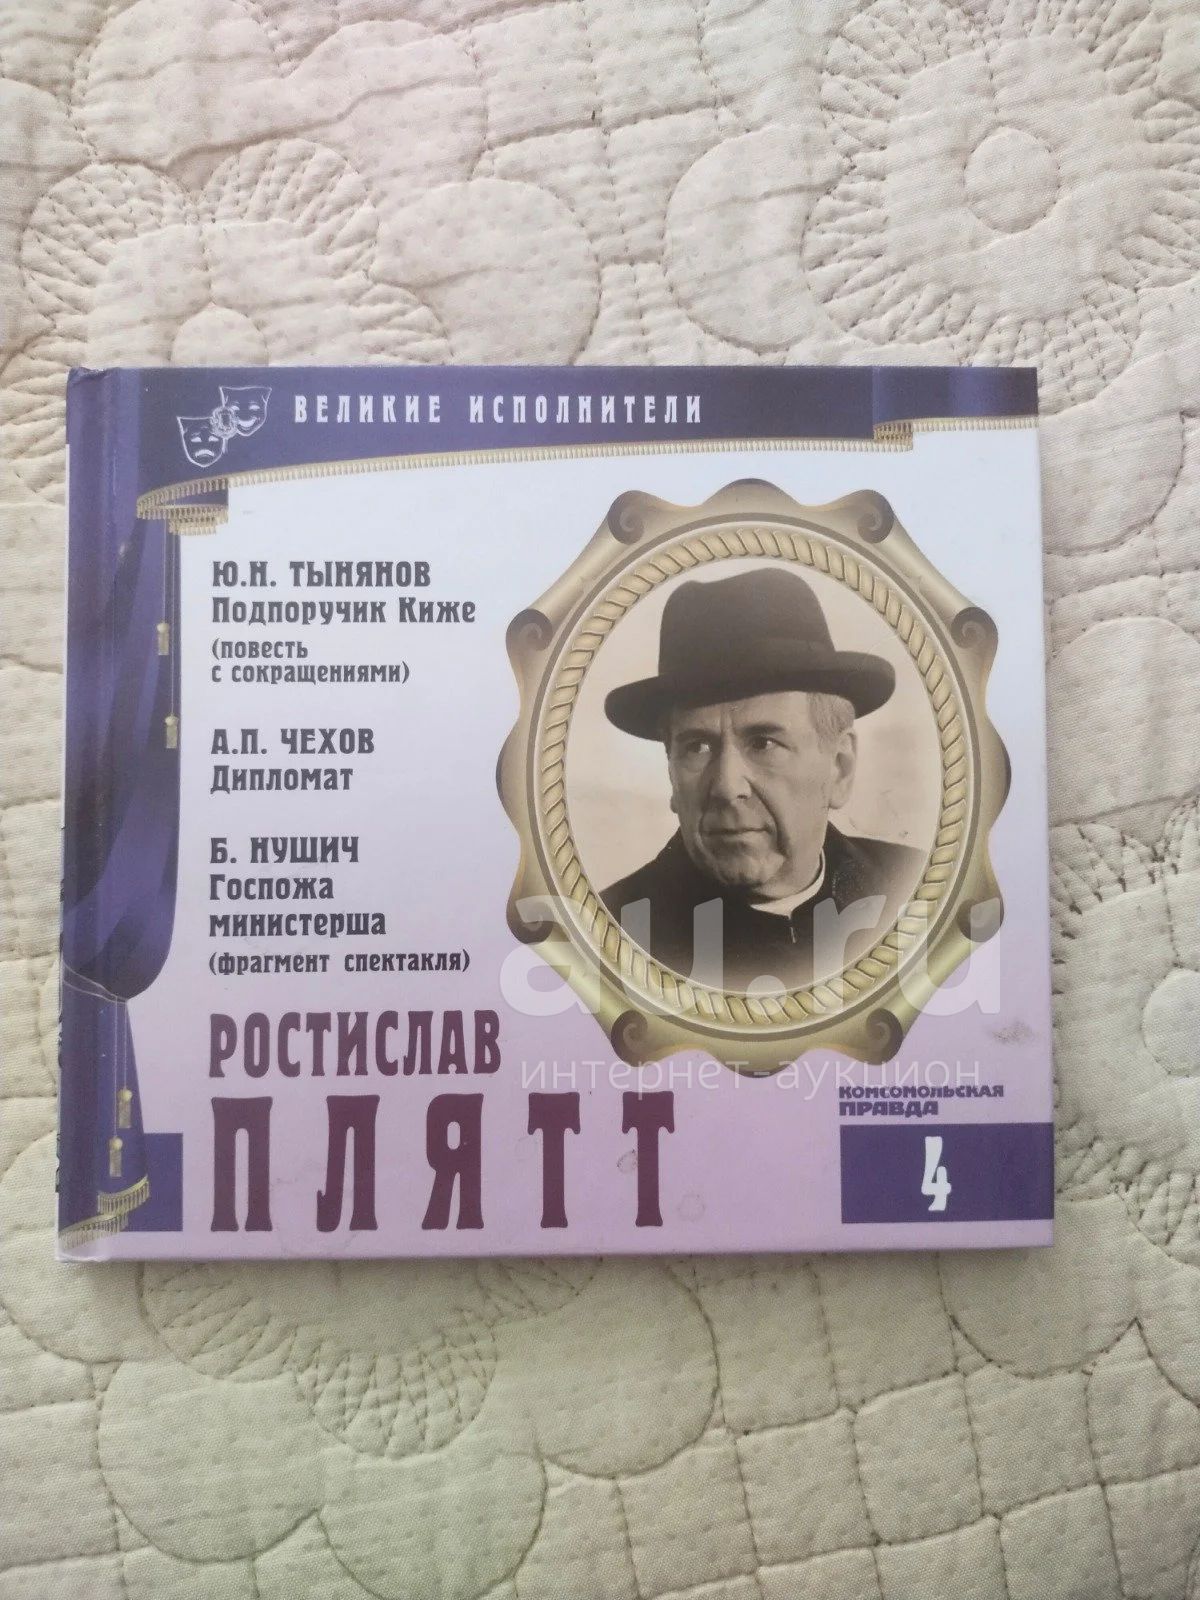 ВЕЛИКИЕ ИСПОЛНИТЕЛИ
Ю.Н. ТЫНЯНОВ
Подпоручик Киже
(повесть
с сокращениями)
А.П. ЧЕХОВ
Дипломат
Б. НУШИЧ
Госпожа
министерша
(фрагмент спектакля)
РОСТИСЛАВ
ПЛЯТТ
КОМСОМОЛЬСКАЯ
ПРАВДА
4
au.ru
интернет-аукцион